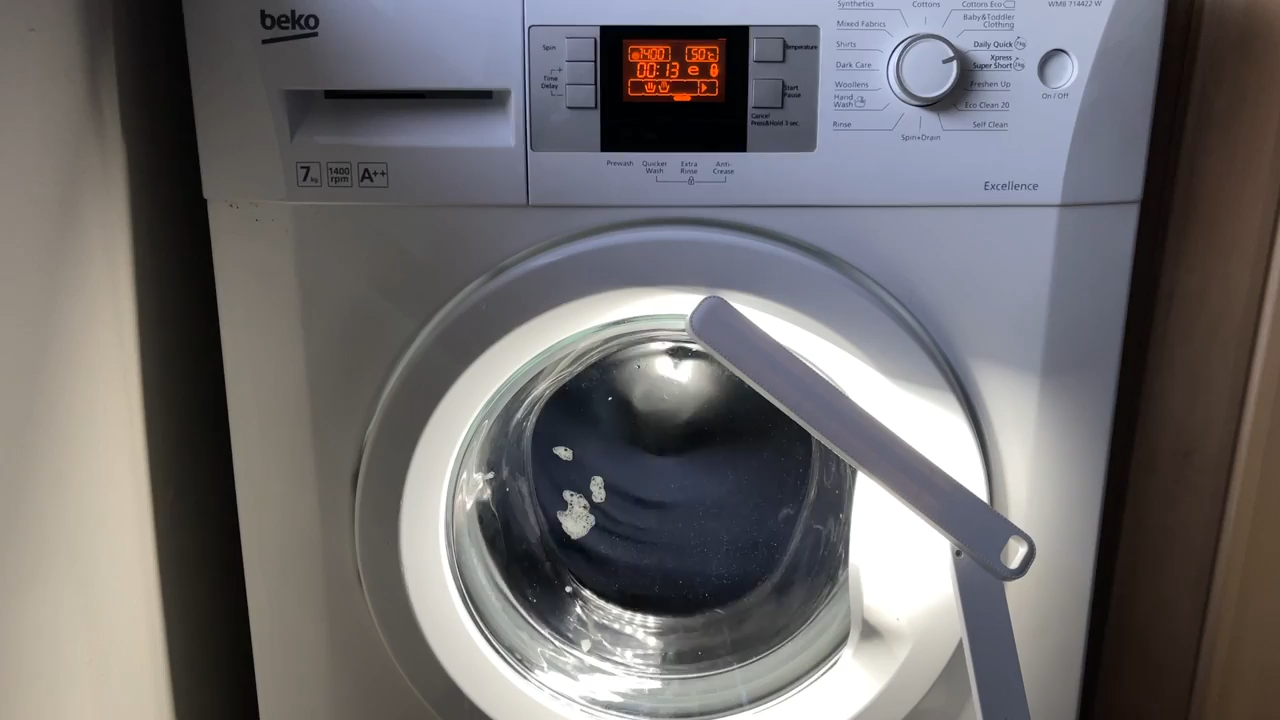 beko
7 kg
1400 rpm
A++
Spin
Time
Delay
+
-
1400
50°c
00:13 e
Temperature
Start
Pause
Cancel
Press&Hold 3 sec.
Prewash
Quicker
Wash
Extra
Rinse
Anti-
Crease
Synthetics
Mixed Fabrics
Shirts
Dark Care
Woollens
Hand
Wash
Rinse
Cottons
Spin+Drain
Cottons Eco
Baby&Toddler
Clothing
Daily Quick
Xpress
Super Short
Freshen Up
Eco Clean 20
Self Clean
WMB 714422 W
On / Off
Excellence